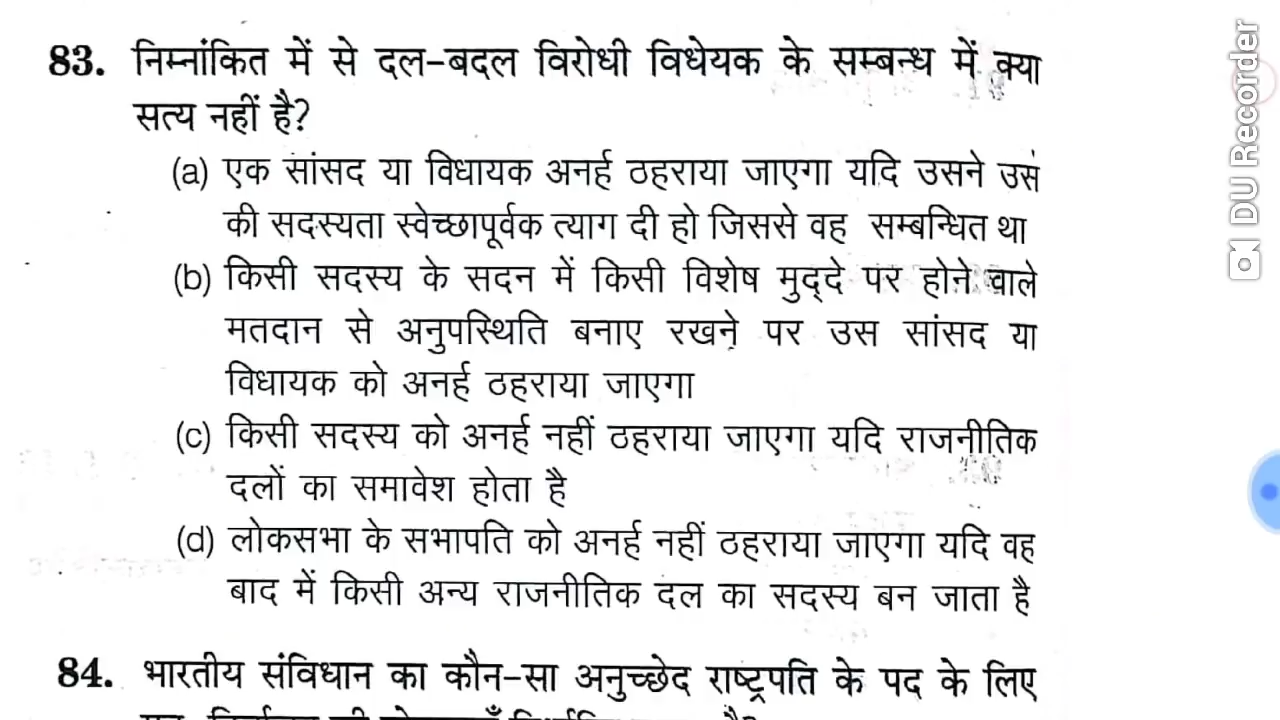 83. निम्नांकित में से दल-बदल विरोधी विधेयक के सम्बन्ध में क्या
सत्य नहीं है?
(a) एक सांसद या विधायक अनर्ह ठहराया जाएगा यदि उसने उस
की सदस्यता स्वेच्छापूर्वक त्याग दी हो जिससे वह सम्बन्धित था
(b) किसी सदस्य के सदन में किसी विशेष मुद्दे पर होने वाले
मतदान से अनुपस्थिति बनाए रखने पर उस सांसद या
विधायक को अनर्ह ठहराया जाएगा
(c) किसी सदस्य को अनर्ह नहीं ठहराया जाएगा यदि राजनीतिक
दलों का समावेश होता है
(d) लोकसभा के सभापति को अनर्ह नहीं ठहराया जाएगा यदि वह
बाद में किसी अन्य राजनीतिक दल का सदस्य बन जाता है
84. भारतीय संविधान का कौन-सा अनुच्छेद राष्ट्रपति के पद के लिए
DU Recorder